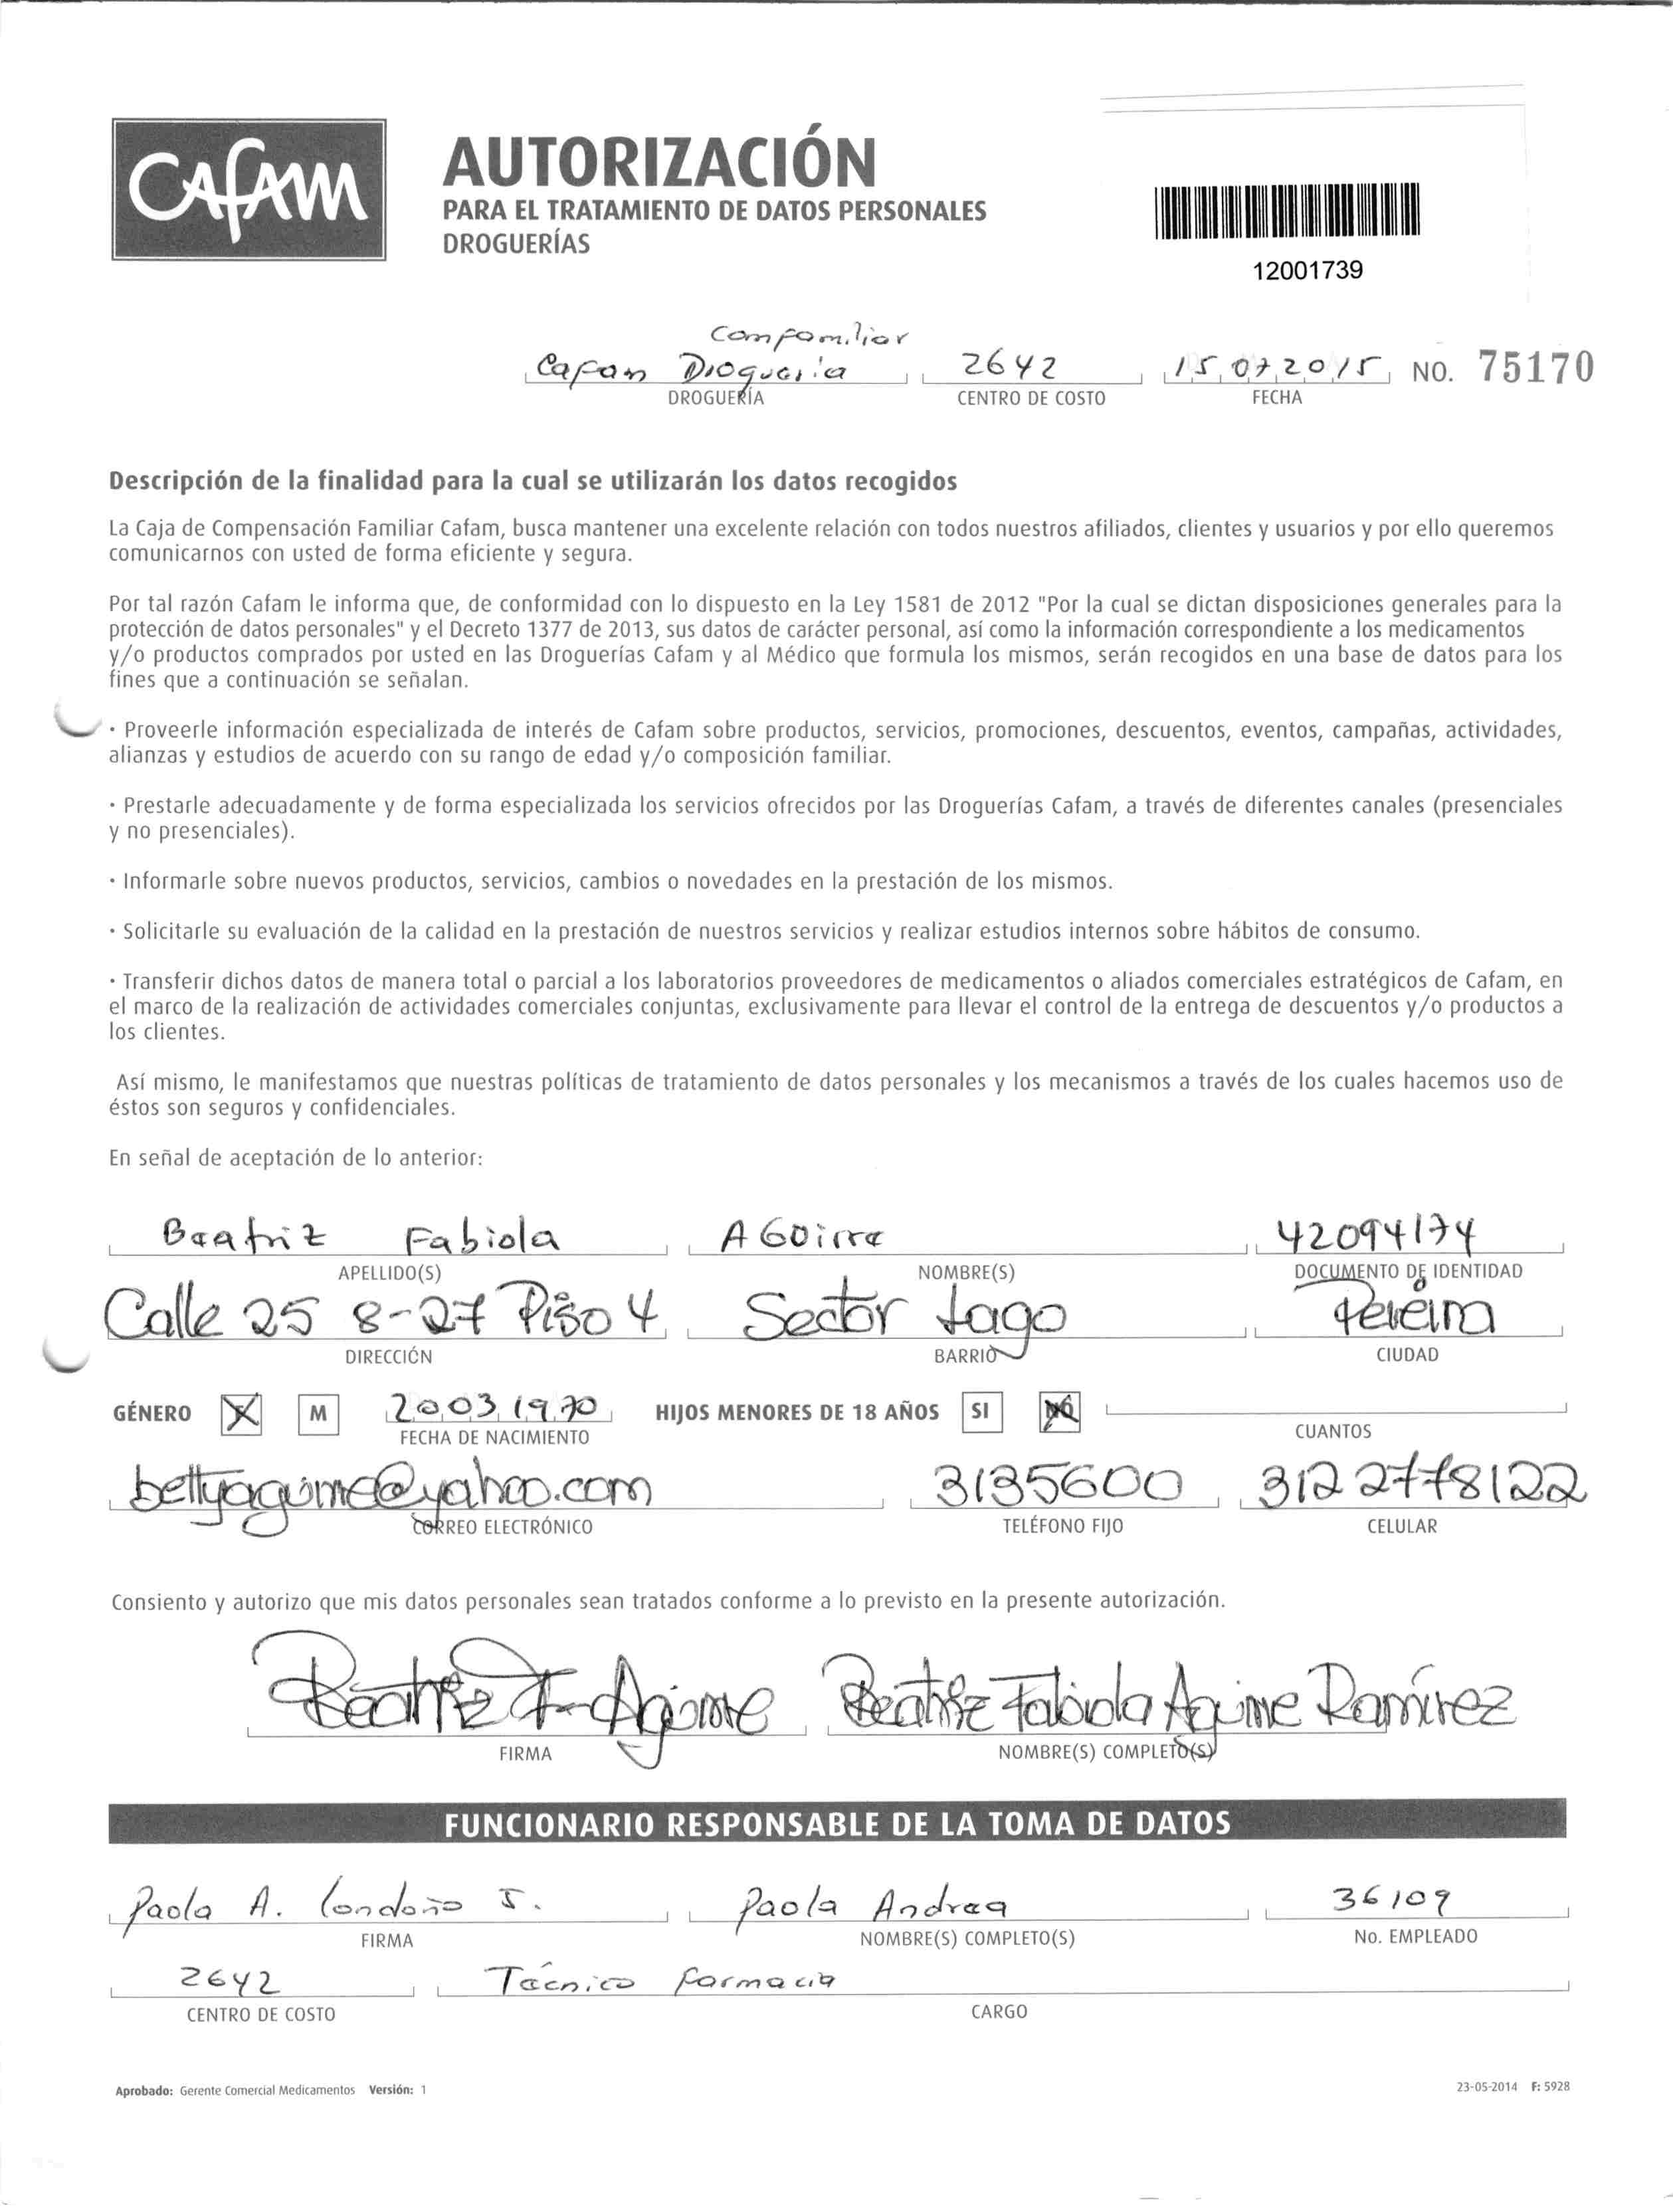 CAFAM
AUTORIZACIÓN
PARA EL TRATAMIENTO DE DATOS PERSONALES
DROGUERÍAS
12001739
Comfamiliar
Cafam Drogueria 2642 15 07 2015 NO. 75170
DROGUERÍA CENTRO DE COSTO FECHA
Descripción de la finalidad para la cual se utilizarán los datos recogidos
La Caja de Compensación Familiar Cafam, busca mantener una excelente relación con todos nuestros afiliados, clientes y usuarios y por ello queremos
comunicarnos con usted de forma eficiente y segura.
Por tal razón Cafam le informa que, de conformidad con lo dispuesto en la Ley 1581 de 2012 "Por la cual se dictan disposiciones generales para la
protección de datos personales" y el Decreto 1377 de 2013, sus datos de carácter personal, así como la información correspondiente a los medicamentos
y/o productos comprados por usted en las Droguerías Cafam y al Médico que formula los mismos, serán recogidos en una base de datos para los
fines que a continuación se señalan.
· Proveerle información especializada de interés de Cafam sobre productos, servicios, promociones, descuentos, eventos, campañas, actividades,
alianzas y estudios de acuerdo con su rango de edad y/o composición familiar.
· Prestarle adecuadamente y de forma especializada los servicios ofrecidos por las Droguerías Cafam, a través de diferentes canales (presenciales
y no presenciales).
· Informarle sobre nuevos productos, servicios, cambios o novedades en la prestación de los mismos.
· Solicitarle su evaluación de la calidad en la prestación de nuestros servicios y realizar estudios internos sobre hábitos de consumo.
· Transferir dichos datos de manera total o parcial a los laboratorios proveedores de medicamentos o aliados comerciales estratégicos de Cafam, en
el marco de la realización de actividades comerciales conjuntas, exclusivamente para llevar el control de la entrega de descuentos y/o productos a
los clientes.
Así mismo, le manifestamos que nuestras políticas de tratamiento de datos personales y los mecanismos a través de los cuales hacemos uso de
éstos son seguros y confidenciales.
En señal de aceptación de lo anterior:
Beatriz Fabiola AGuirre 42094174
APELLIDO(S) NOMBRE(S) DOCUMENTO DE IDENTIDAD
Calle 25 8-27 Piso 4 Sector Lago Pereira
DIRECCIÓN BARRIO CIUDAD
GÉNERO F M 20 03 1970 HIJOS MENORES DE 18 AÑOS SI NO
FECHA DE NACIMIENTO CUANTOS
bettyaguirre@yahoo.com 3135600 312 2778122
CORREO ELECTRÓNICO TELÉFONO FIJO CELULAR
Consiento y autorizo que mis datos personales sean tratados conforme a lo previsto en la presente autorización.
Beatriz F Aguirre Beatriz Fabiola Aguirre Ramírez
FIRMA NOMBRE(S) COMPLETO(S)
FUNCIONARIO RESPONSABLE DE LA TOMA DE DATOS
Paola A. Londoño J. Paola Andrea 36109
FIRMA NOMBRE(S) COMPLETO(S) No. EMPLEADO
2642 Tecnico farmacia
CENTRO DE COSTO CARGO
Aprobado: Gerente Comercial Medicamentos Versión: 1 23-05-2014 F: 5928